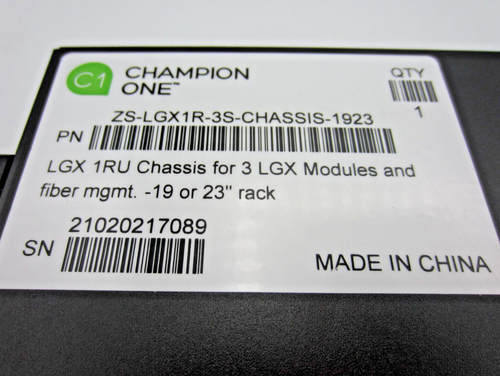 C1 CHAMPION ONE™
QTY
1
ZS-LGX1R-3S-CHASSIS-1923
PN
LGX 1RU Chassis for 3 LGX Modules and
fiber mgmt. -19 or 23" rack
21020217089
SN
MADE IN CHINA